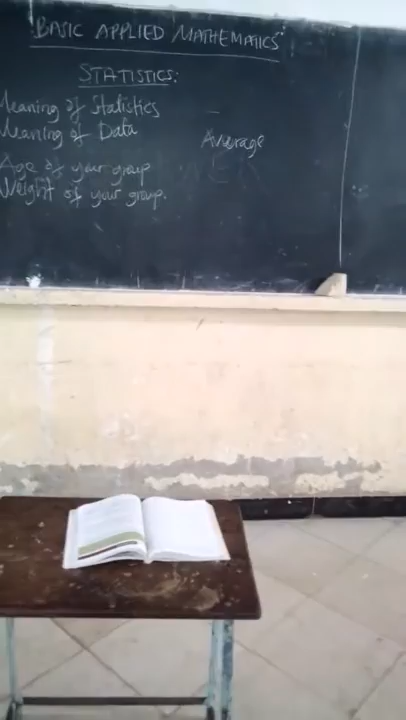 BASIC APPLIED MATHEMATICS
STATISTICS:
Meaning of Statistics
Meaning of Data
Average
Age of your group
Weight of your group.